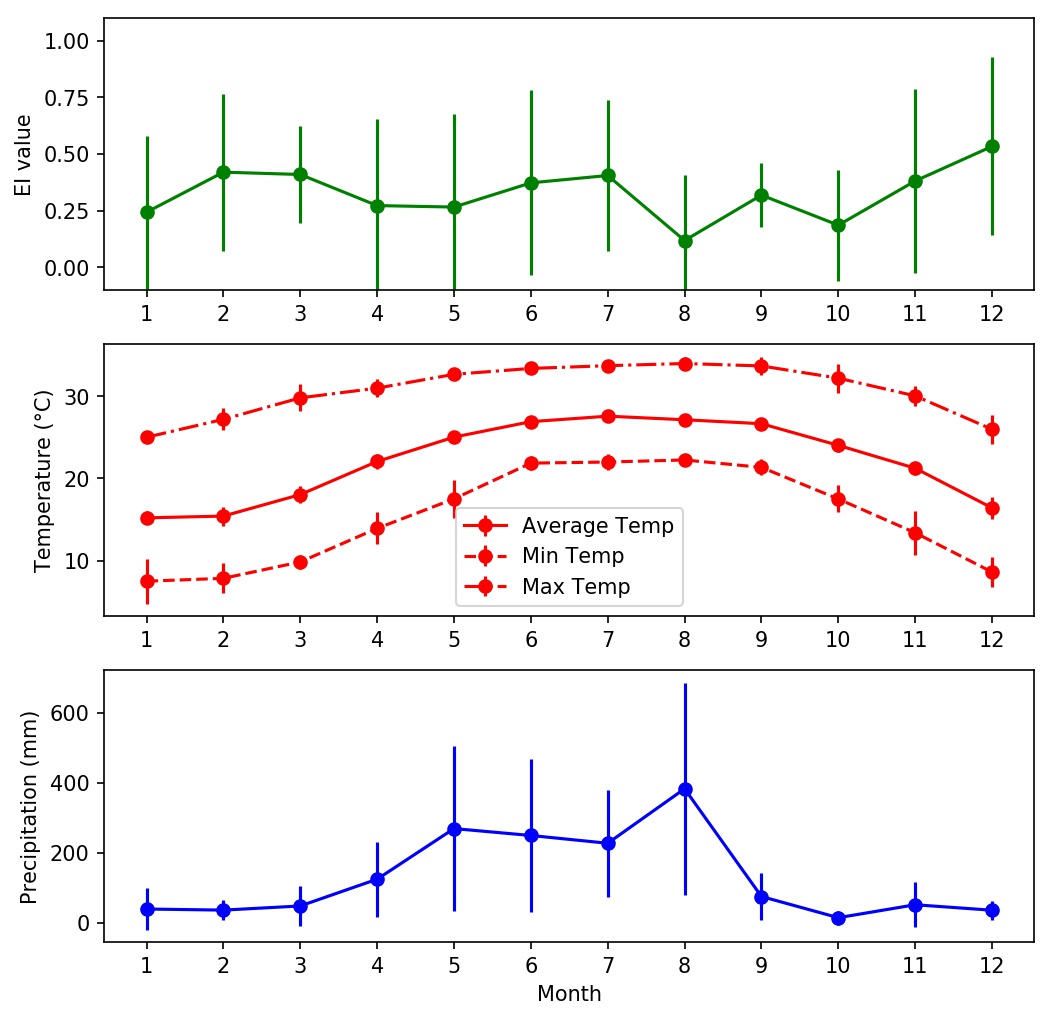 EI value
1.00
0.75
0.50
0.25
0.00
1 2 3 4 5 6 7 8 9 10 11 12
Temperature (°C)
30
20
10
Average Temp
Min Temp
Max Temp
1 2 3 4 5 6 7 8 9 10 11 12
Precipitation (mm)
600
400
200
0
1 2 3 4 5 6 7 8 9 10 11 12
Month